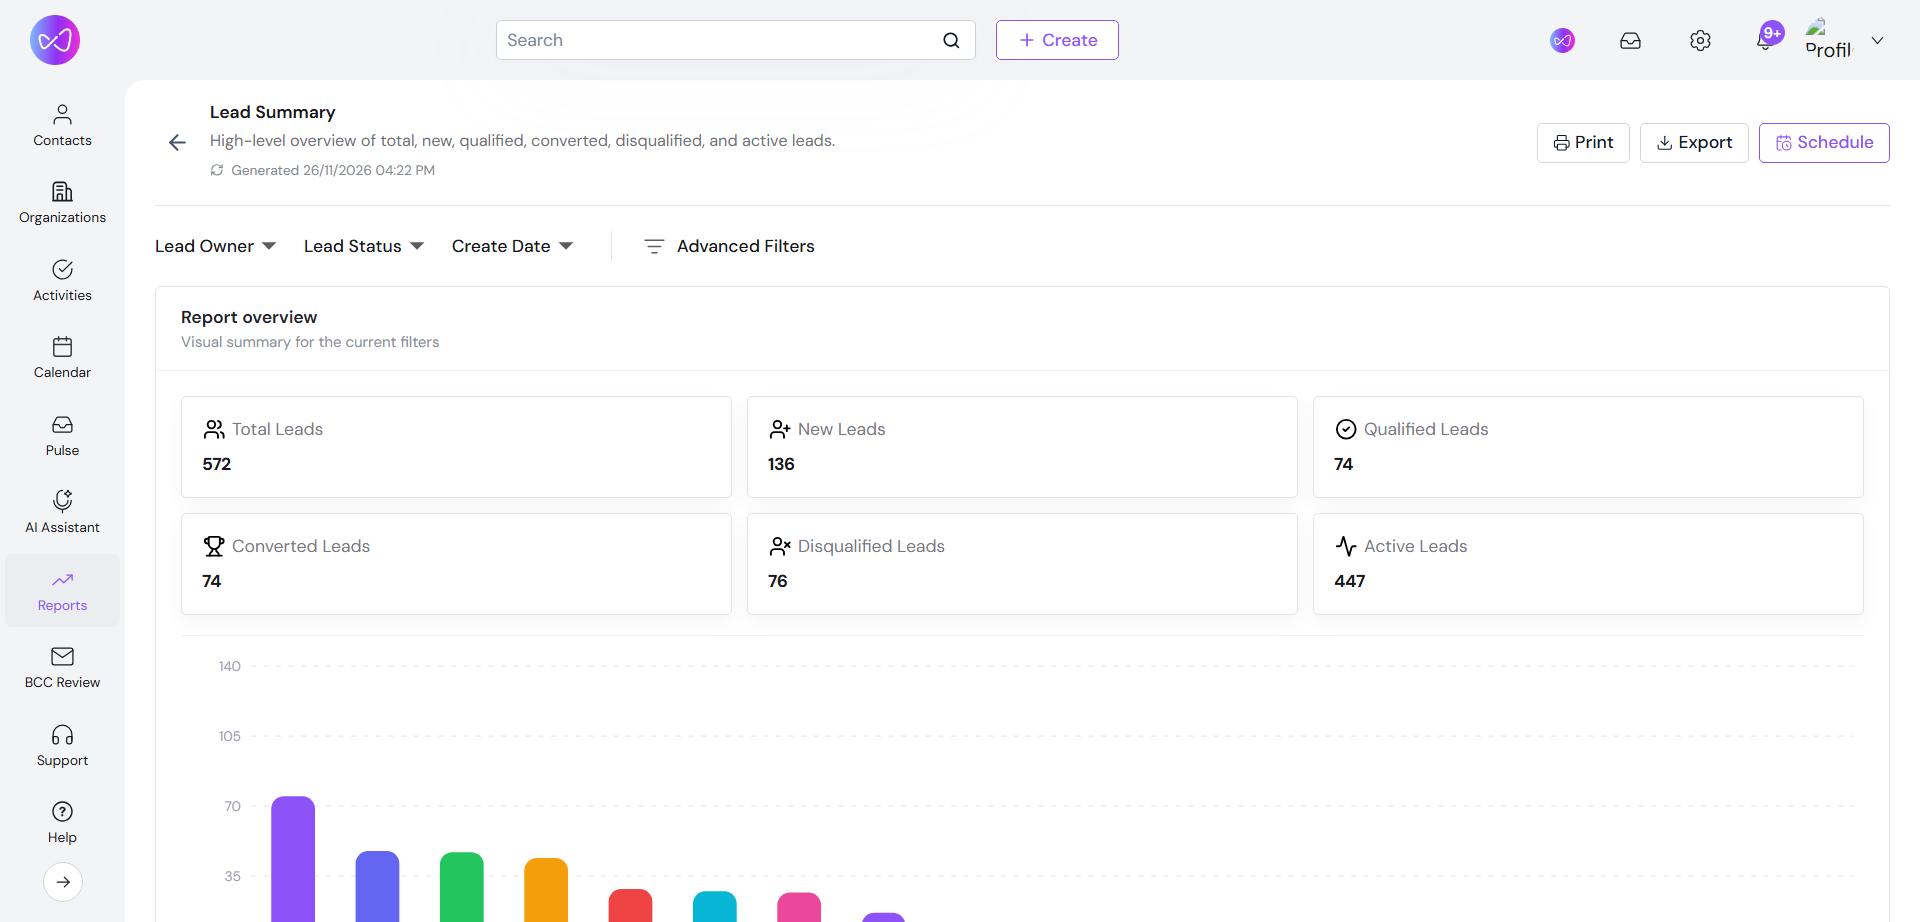 Search
Create
9+
Profil
Contacts
Organizations
Activities
Calendar
Pulse
AI Assistant
Reports
BCC Review
Support
Help
Lead Summary
High-level overview of total, new, qualified, converted, disqualified, and active leads.
Generated 26/11/2026 04:22 PM
Print
Export
Schedule
Lead Owner
Lead Status
Create Date
Advanced Filters
Report overview
Visual summary for the current filters
Total Leads
572
New Leads
136
Qualified Leads
74
Converted Leads
74
Disqualified Leads
76
Active Leads
447
140
105
70
35